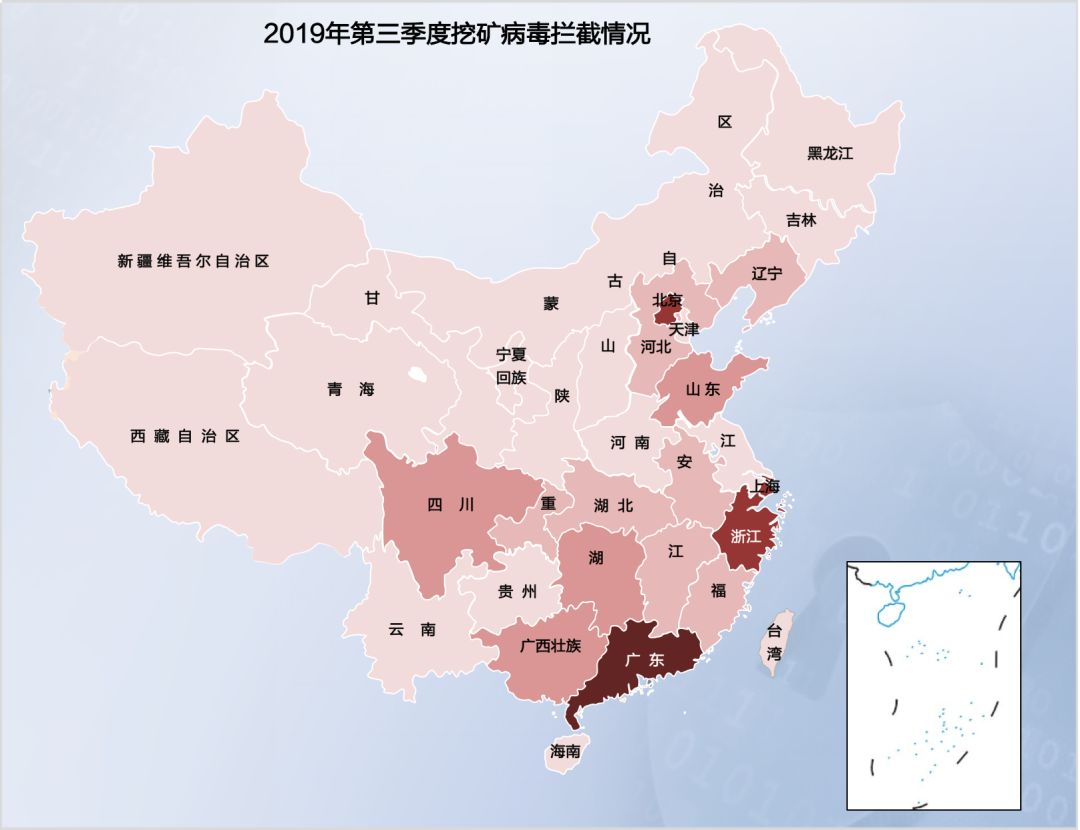 2019年第三季度挖矿病毒拦截情况
区
黑龙江
治
吉林
新疆维吾尔自治区
自
辽宁
古
甘
蒙
北京
天津
山
河北
宁夏
回族
青 海
陕
山东
西藏自治区
河南
江
安
上海
四 川
重
湖北
浙江
湖
江
贵州
福
云 南
广西壮族
广东
台
湾
海南